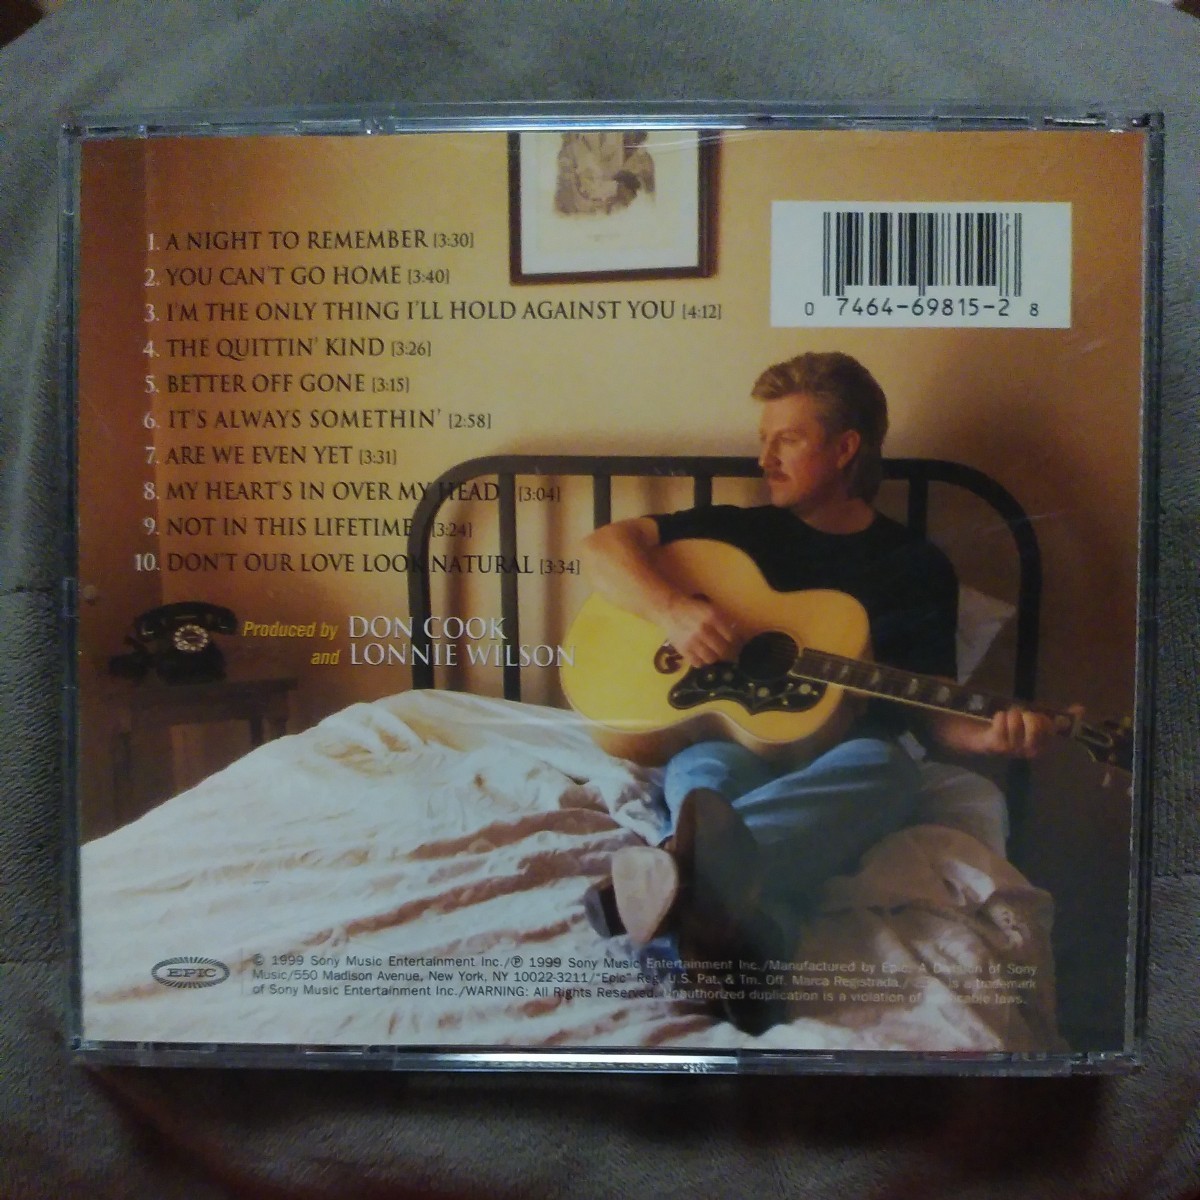 1. A NIGHT TO REMEMBER [3:30]
2. YOU CAN'T GO HOME [3:40]
3. I'M THE ONLY THING I'LL HOLD AGAINST YOU [4:12]
4. THE QUITTIN' KIND [3:26]
5. BETTER OFF GONE [3:15]
6. IT'S ALWAYS SOMETHIN' [2:58]
7. ARE WE EVEN YET [3:31]
8. MY HEART'S IN OVER MY HEAD [3:04]
9. NOT IN THIS LIFETIME [3:24]
10. DON'T OUR LOVE LOOK NATURAL [3:34]
0 7464-69815-2 8
Produced by DON COOK
and LONNIE WILSON
EPIC
© 1999 Sony Music Entertainment Inc./℗ 1999 Sony Music Entertainment Inc./Manufactured by Epic, A Division of Sony
Music/550 Madison Avenue, New York, NY 10022-3211/"Epic" Reg. U.S. Pat. & Tm. Off. Marca Registrada./ is a trademark
of Sony Music Entertainment Inc./WARNING: All Rights Reserved. Unauthorized duplication is a violation of applicable laws.